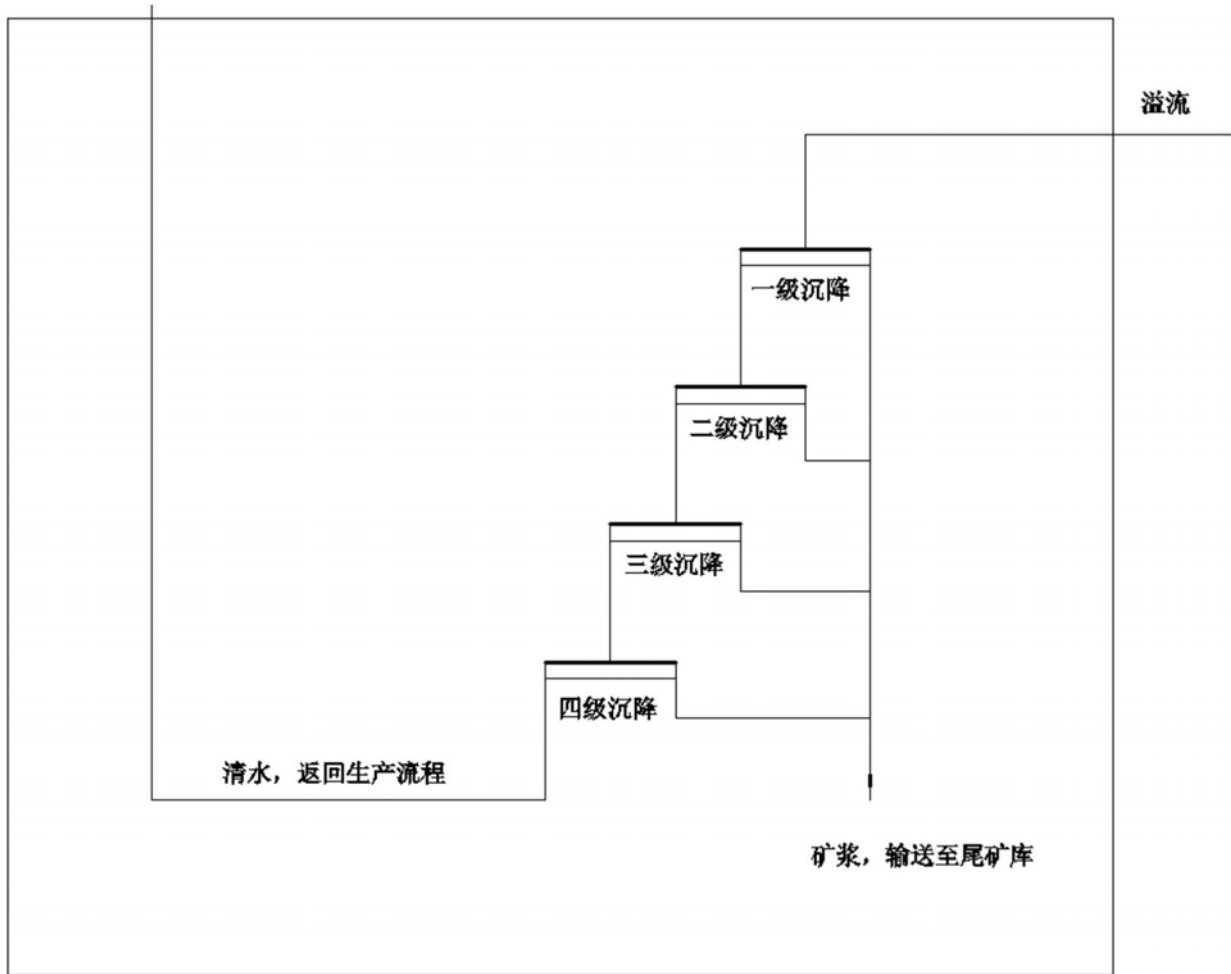 溢流
一级沉降
二级沉降
三级沉降
四级沉降
清水，返回生产流程
矿浆，输送至尾矿库